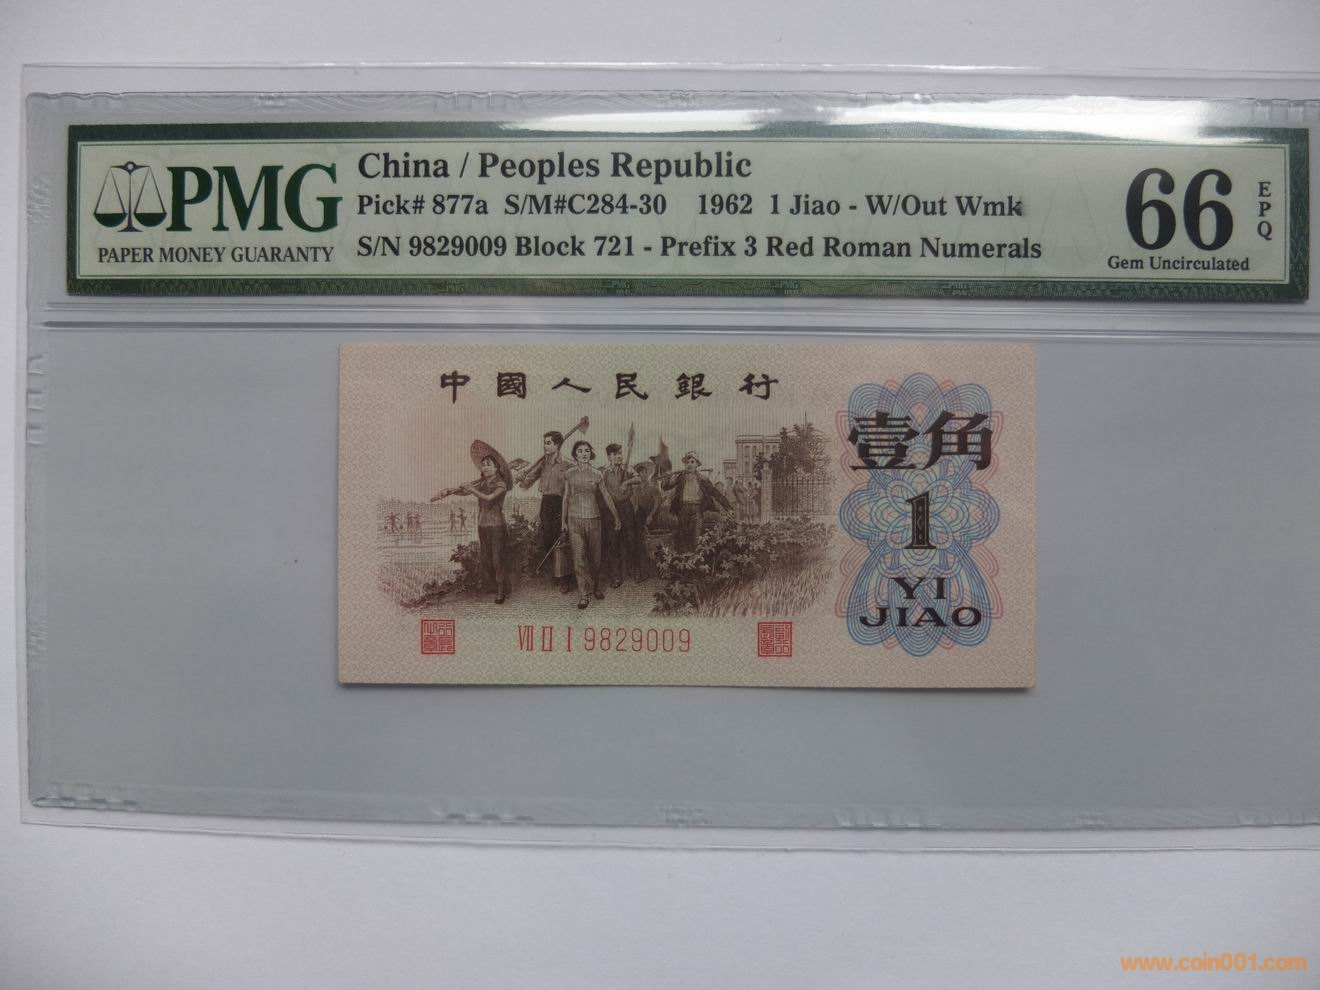 PMG
PAPER MONEY GUARANTY
China / Peoples Republic
Pick# 877a S/M#C284-30 1962 1 Jiao - W/Out Wmk
S/N 9829009 Block 721 - Prefix 3 Red Roman Numerals
66
EPQ
Gem Uncirculated
中國人民銀行
壹角
1
YI
JIAO
VII II I 9829009
www.coin001.com